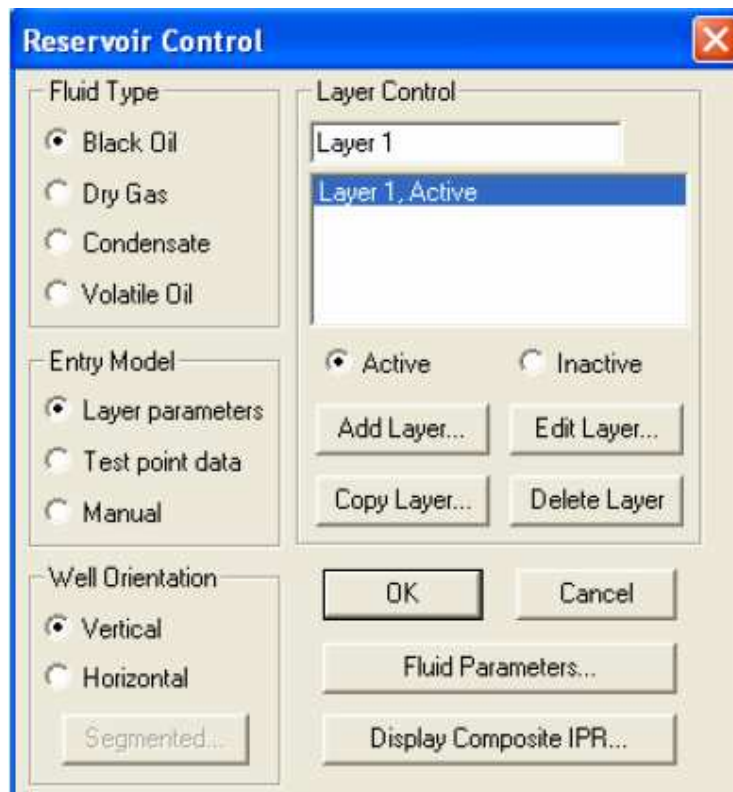 Reservoir Control
Fluid Type
Black Oil
Dry Gas
Condensate
Volatile Oil
Entry Model
Layer parameters
Test point data
Manual
Well Orientation
Vertical
Horizontal
Segmented...
Layer Control
Layer 1
Layer 1, Active
Active
Inactive
Add Layer...
Edit Layer...
Copy Layer...
Delete Layer
OK
Cancel
Fluid Parameters...
Display Composite IPR...